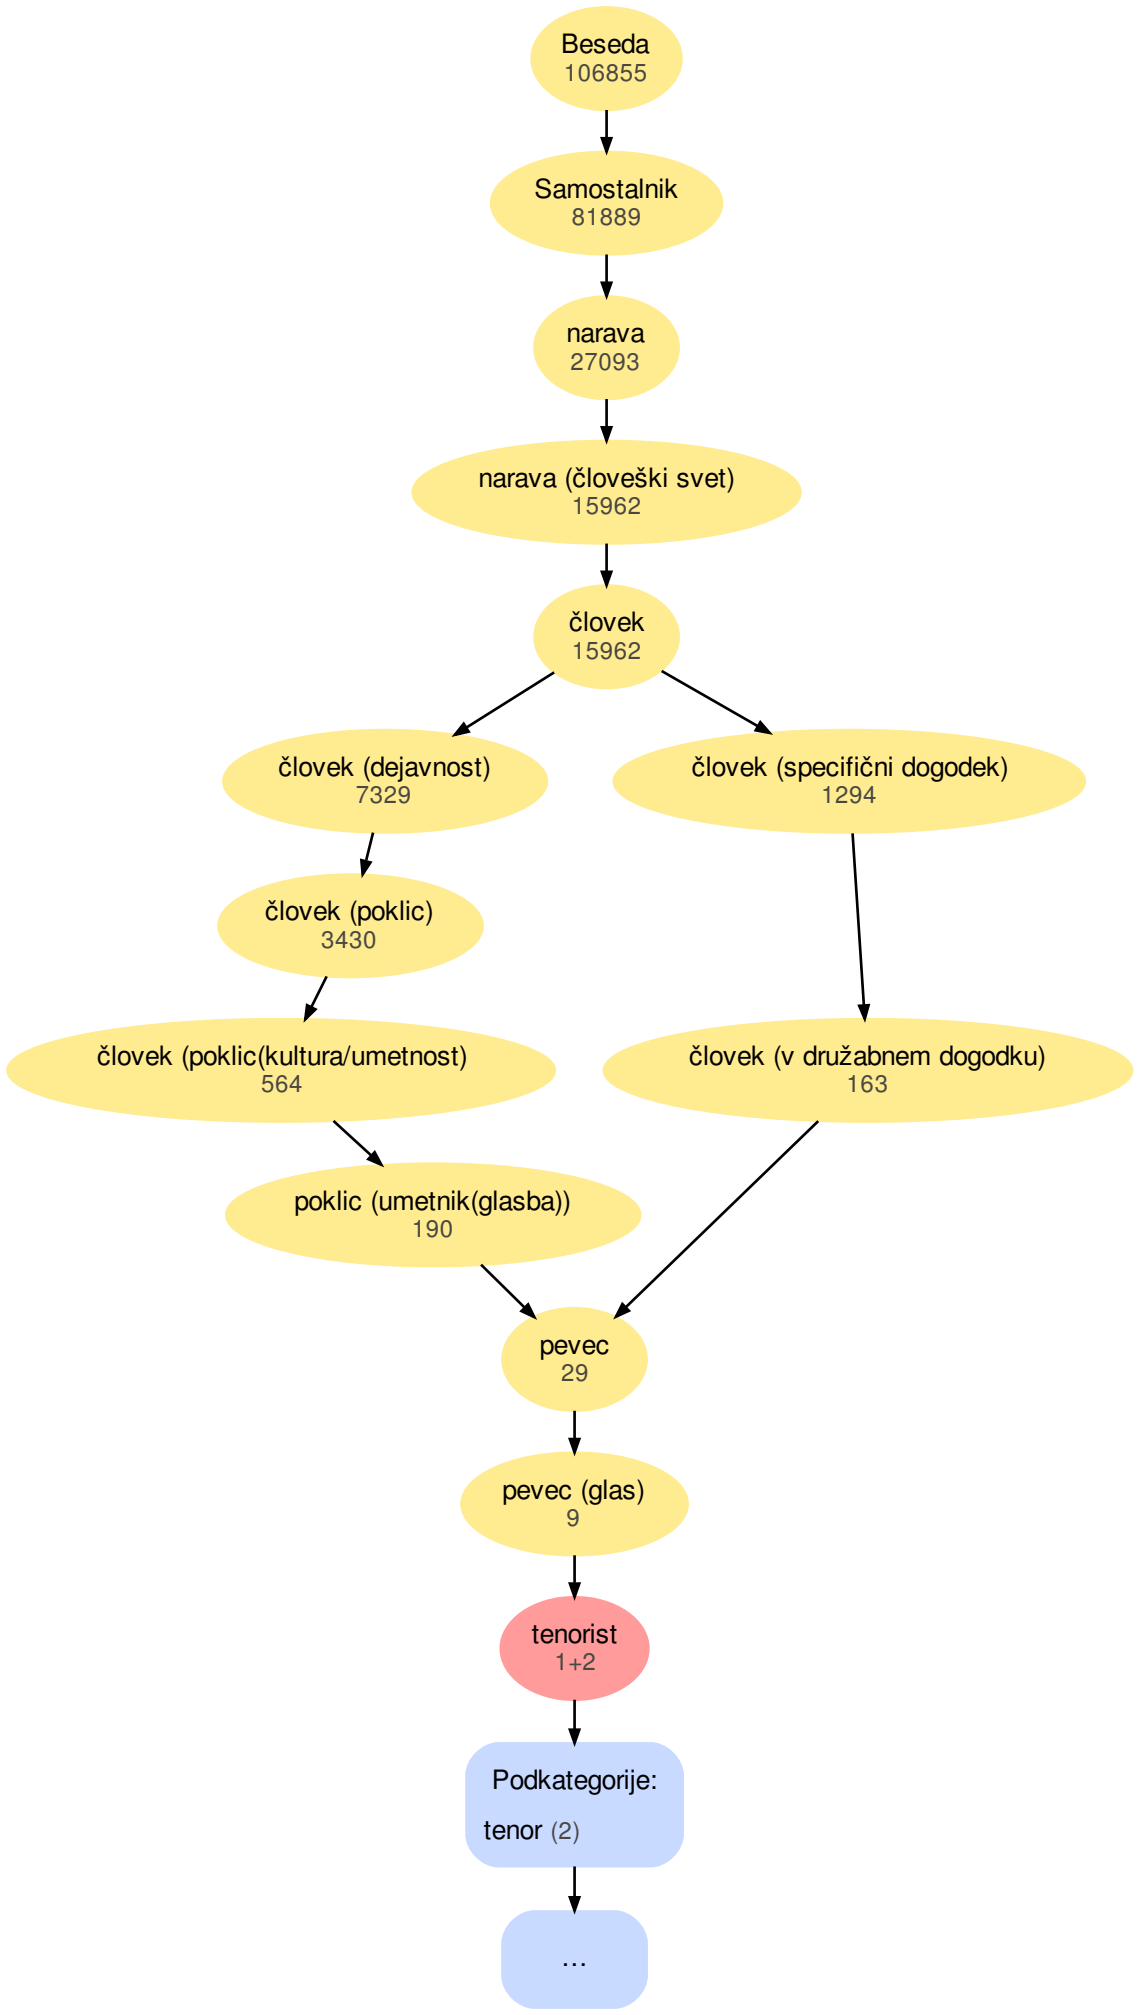 Beseda
106855
Samostalnik
81889
narava
27093
narava (človeški svet)
15962
človek
15962
človek (dejavnost)
7329
človek (specifični dogodek)
1294
človek (poklic)
3430
človek (poklic(kultura/umetnost)
564
človek (v družabnem dogodku)
163
poklic (umetnik(glasba))
190
pevec
29
pevec (glas)
9
tenorist
1+2
Podkategorije:
tenor (2)
...